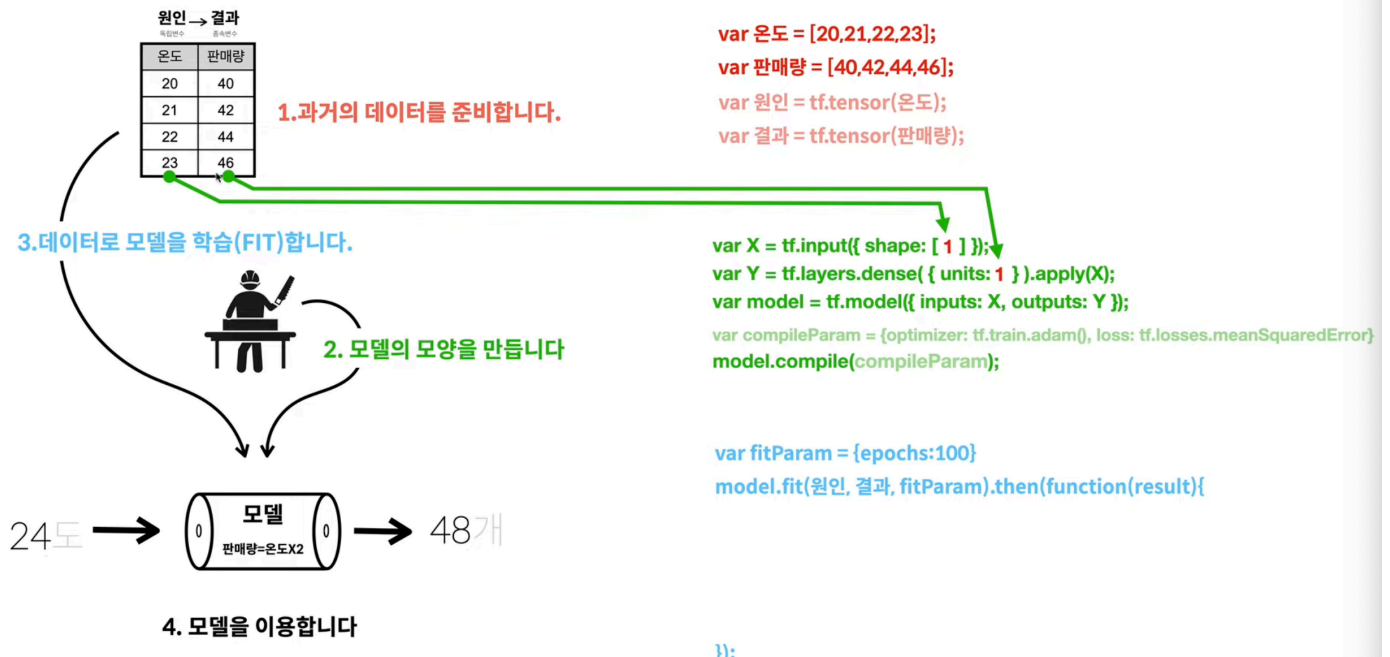 원인 → 결과
독립변수 종속변수
온도 판매량
20 40
21 42
22 44
23 46
1.과거의 데이터를 준비합니다.
3.데이터로 모델을 학습(FIT)합니다.
2. 모델의 모양을 만듭니다
모델
판매량=온도X2
24도
48개
0
0
4. 모델을 이용합니다
var 온도 = [20,21,22,23];
var 판매량 = [40,42,44,46];
var 원인 = tf.tensor(온도);
var 결과 = tf.tensor(판매량);
var X = tf.input({ shape: [ 1 ] });
var Y = tf.layers.dense( { units: 1 } ).apply(X);
var model = tf.model({ inputs: X, outputs: Y });
var compileParam = {optimizer: tf.train.adam(), loss: tf.losses.meanSquaredError}
model.compile(compileParam);
var fitParam = {epochs:100}
model.fit(원인, 결과, fitParam).then(function(result){
});